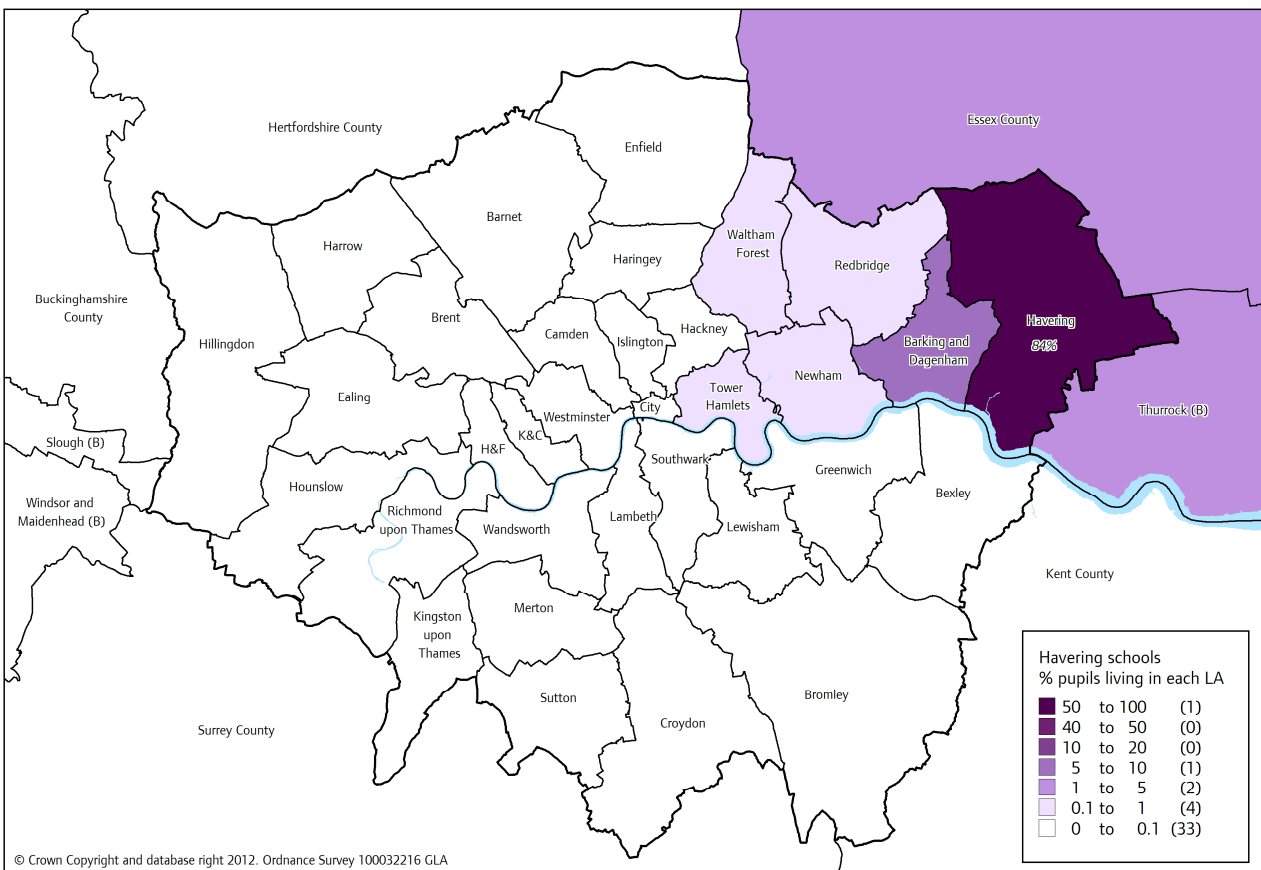 Hertfordshire County
Essex County
Enfield
Barnet
Waltham
Forest
Harrow
Haringey
Redbridge
Buckinghamshire
County
Brent
Hillingdon
Camden
Islington
Hackney
Havering
84%
Barking and
Dagenham
Newham
Tower
Hamlets
Ealing
City
Westminster
Thurrock (B)
K&C
H&F
Slough (B)
Southwark
Greenwich
Hounslow
Bexley
Windsor and
Maidenhead (B)
Richmond
upon Thames
Wandsworth
Lambeth
Lewisham
Kent County
Merton
Kingston
upon
Thames
Sutton
Bromley
Croydon
Surrey County
Havering schools
% pupils living in each LA
50 to 100 (1)
40 to 50 (0)
10 to 20 (0)
5 to 10 (1)
1 to 5 (2)
0.1 to 1 (4)
0 to 0.1 (33)
© Crown Copyright and database right 2012. Ordnance Survey 100032216 GLA